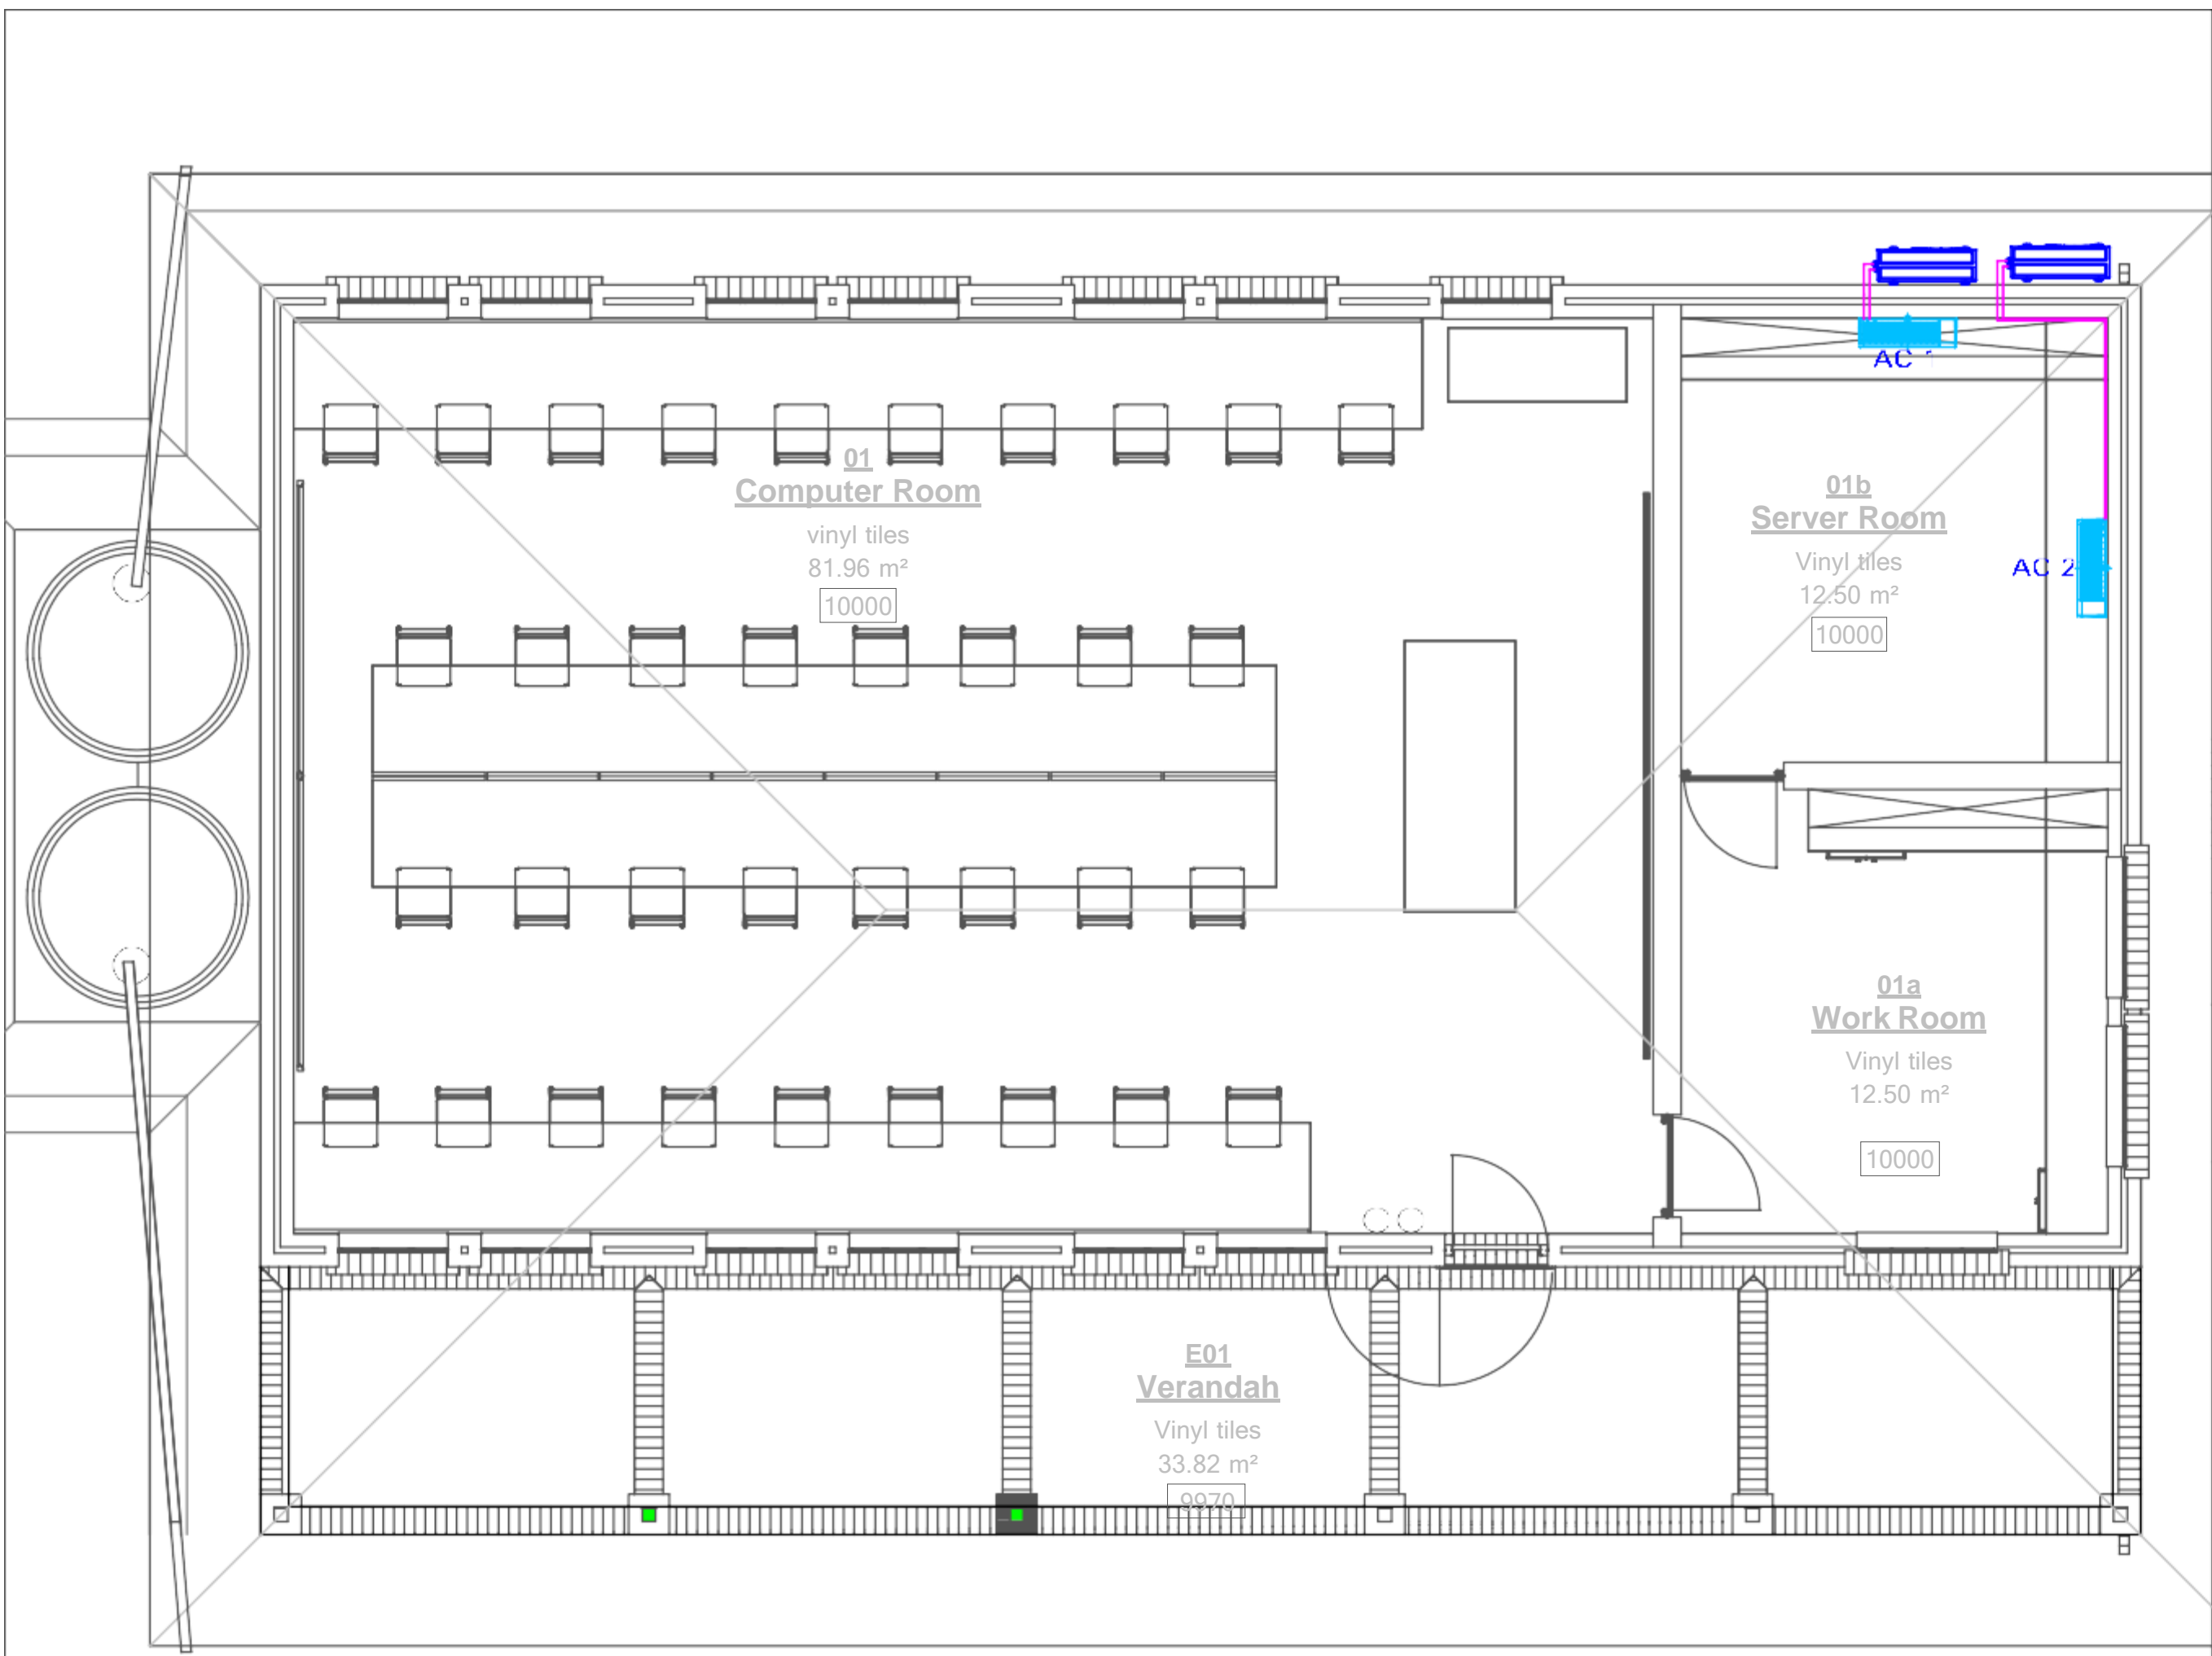 AC 1
01
Computer Room
vinyl tiles
81.96 m²
10000
01b
Server Room
Vinyl tiles
12.50 m²
10000
AC 2
01a
Work Room
Vinyl tiles
12.50 m²
10000
E01
Verandah
Vinyl tiles
33.82 m²
9970